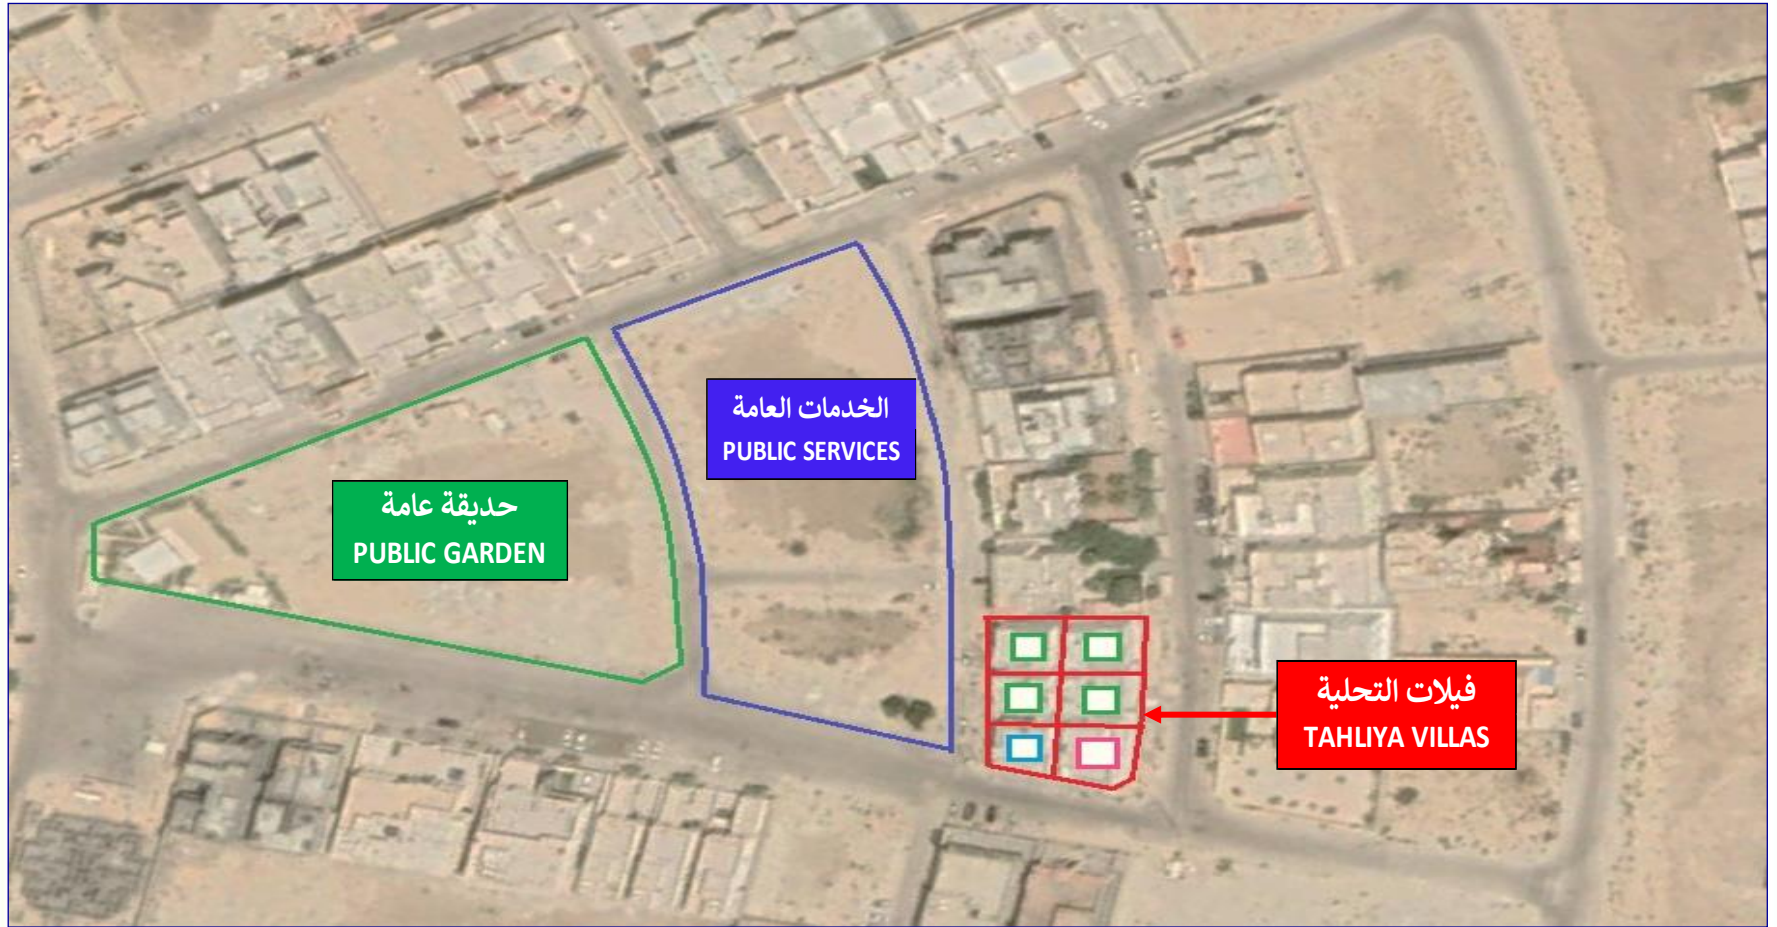 الخدمات العامة
PUBLIC SERVICES
حديقة عامة
PUBLIC GARDEN
فيلات التحلية
TAHLIYA VILLAS